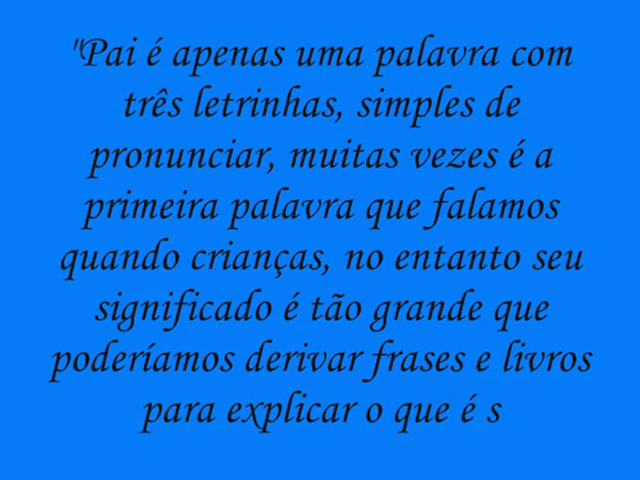 "Pai é apenas uma palavra com
três letrinhas, simples de
pronunciar, muitas vezes é a
primeira palavra que falamos
quando crianças, no entanto seu
significado é tão grande que
poderíamos derivar frases e livros
para explicar o que é s